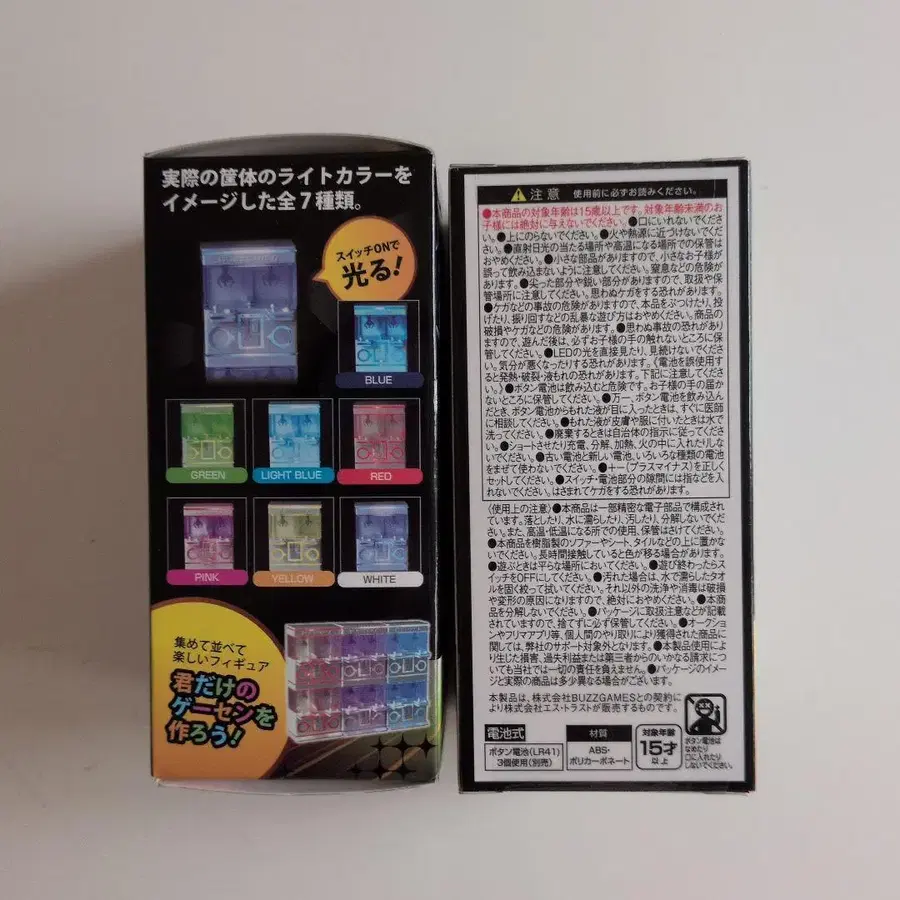 実際の筐体のライトカラーを
イメージした全7種類。
スイッチONで
光る!
BLUE
GREEN
LIGHT BLUE
RED
PINK
YELLOW
WHITE
集めて並べて
楽しいフィギュア
君だけの
ゲーセンを
作ろう!
注意 使用前に必ずお読みください。
●本商品の対象年齢は15歳以上です。対象年齢未満のお
子様には絶対に与えないでください。●口にいれないでくださ
い。●上にのらないでください。●火や熱源に近づけないでくだ
さい。●直射日光の当たる場所や高温になる場所での保管は
おやめください。●小さな部品がありますので、小さなお子様が
誤って飲み込まないように注意してください。窒息などの危険が
あります。●尖った部分や鋭い部分がありますので、取扱や保
管場所に注意してください。思わぬケガをする恐れがあります。
●ケガなどの事故の危険がありますので、本品をぶつけたり、投
げたり、振り回すなどの乱暴な遊び方はおやめください。商品の
破損やケガなどの危険があります。●思わぬ事故の恐れがあり
ますので、遊んだ後は、必ずお子様の手の触れないところに保
管してください。●LEDの光を直接見たり、見続けないでくださ
い。気分が悪くなったりする恐れがあります。〈電池を誤使用す
ると発熱・破裂・液もれの恐れがあります。下記に注意してくださ
い。〉●ボタン電池は飲み込むと危険です。お子様の手の届か
ないところに保管してください。●万一、ボタン電池を飲み込ん
だとき、ボタン電池からもれた液が目に入ったときは、すぐに医師
に相談してください。●もれた液が皮膚や服に付いたときは水で
洗ってください。●廃棄するときは自治体の指示に従ってくださ
い。●ショートさせたり充電、分解、加熱、火の中に入れたりしな
いでください。●古い電池と新しい電池、いろいろな種類の電池
をまぜて使わないでください。●+-(プラスマイナス)を正しく
セットしてください。●スイッチ・電池部分の隙間には指などを入
れないでください。はさまれてケガをする恐れがあります。
〈使用上の注意〉●本商品は一部精密な電子部品で構成され
ています。落としたり、水に濡らしたり、汚したり、分解しないでくだ
さい。また、高温・低温になる所での使用、保管はさけてください。
●本商品を樹脂製のソファーやシート、タイルなどの上に置かな
いでください。長時間接触していると色が移る場合があります。
●遊ぶときは平らな場所においてください。●遊び終わったらス
イッチをOFFにしてください。●汚れた場合は、水で濡らしたタオ
ルを固く絞って拭いてください。それ以外の洗浄や消毒は破損
や変形の原因になりますので、絶対におやめください。●本商
品を分解しないでください。●パッケージに取扱注意などが記載
されていますので、捨てずに必ず保管してください。●オークショ
ンやフリマアプリ等、個人間のやり取りにより獲得された商品に
関しては、弊社のサポート対象外となります。●本製品使用によ
り生じた損害、過失利益または第三者からのいかなる請求につ
いても当社では一切の責任を負えません。●パッケージのイメー
ジと実際の商品は多少異なる場合がございます。
本製品は、株式会社BUZZGAMESとの契約に
より株式会社エス・トラストが販売するものです。
電池式
ボタン電池(LR41)
3個使用(別売)
材質
ABS・
ポリカーボネート
対象年齢
15才
以上
ボタン電池は
なめたり
口に入れたり
しないでください。